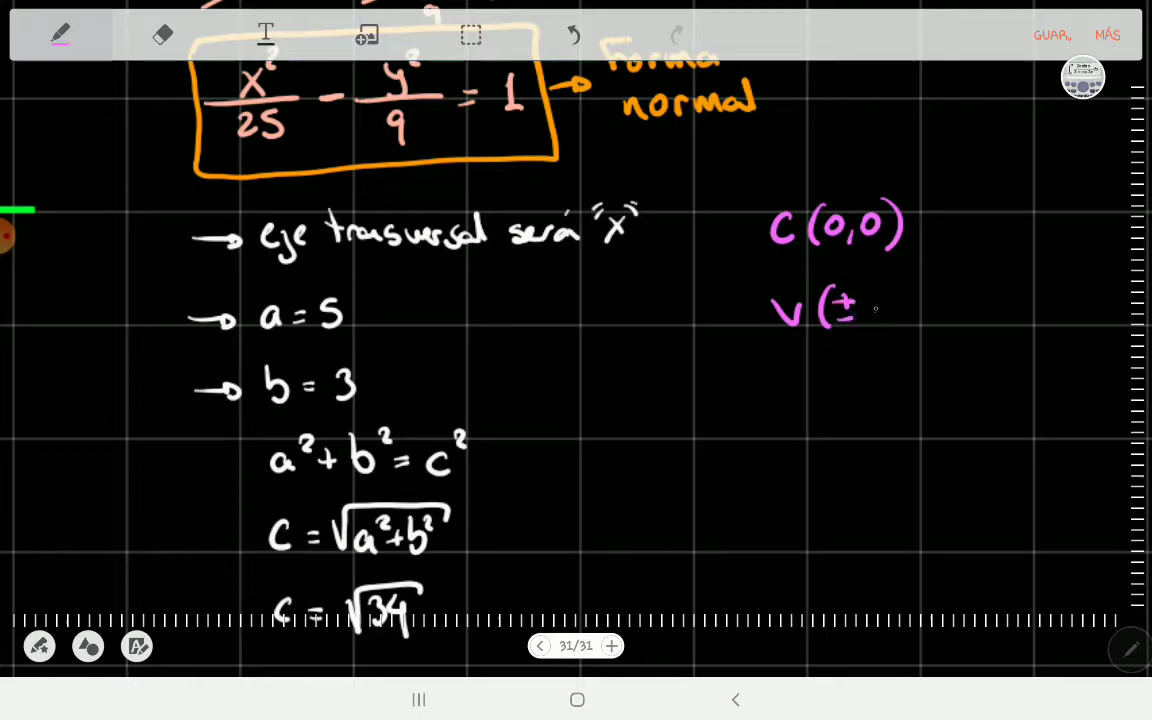 9
T
GUAR. MÁS
x²/25 - y²/9 = 1 → Forma
normal
→ eje transversal será "x"
→ a = 5
→ b = 3
a² + b² = c²
c = √a²+b²
c = √34
C (0,0)
V (±
31/31